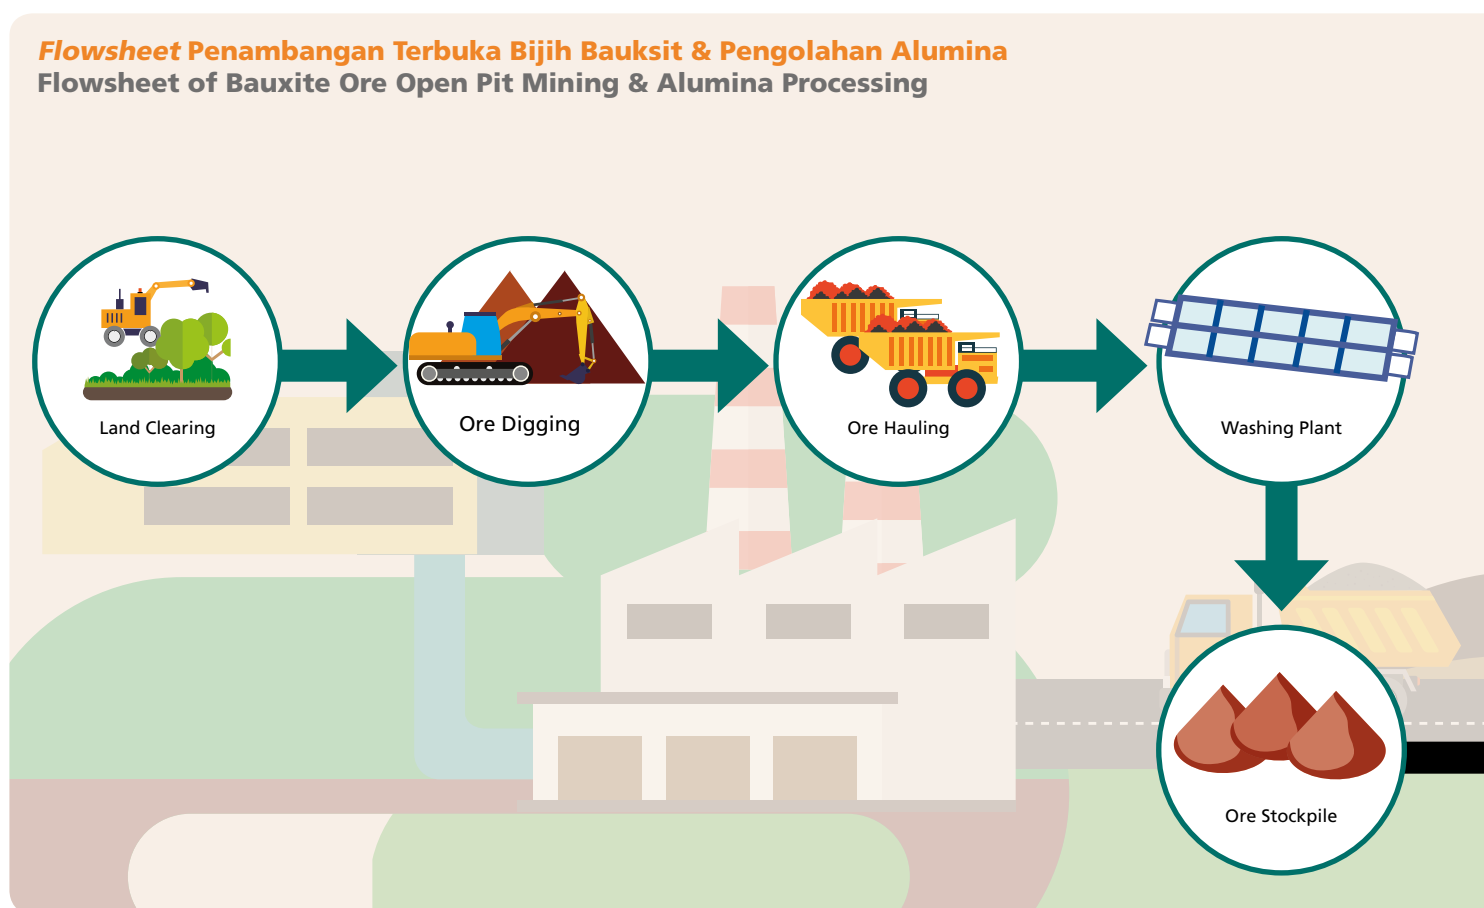 Flowsheet Penambangan Terbuka Bijih Bauksit & Pengolahan Alumina
Flowsheet of Bauxite Ore Open Pit Mining & Alumina Processing
Land Clearing
Ore Digging
Ore Hauling
Washing Plant
Ore Stockpile